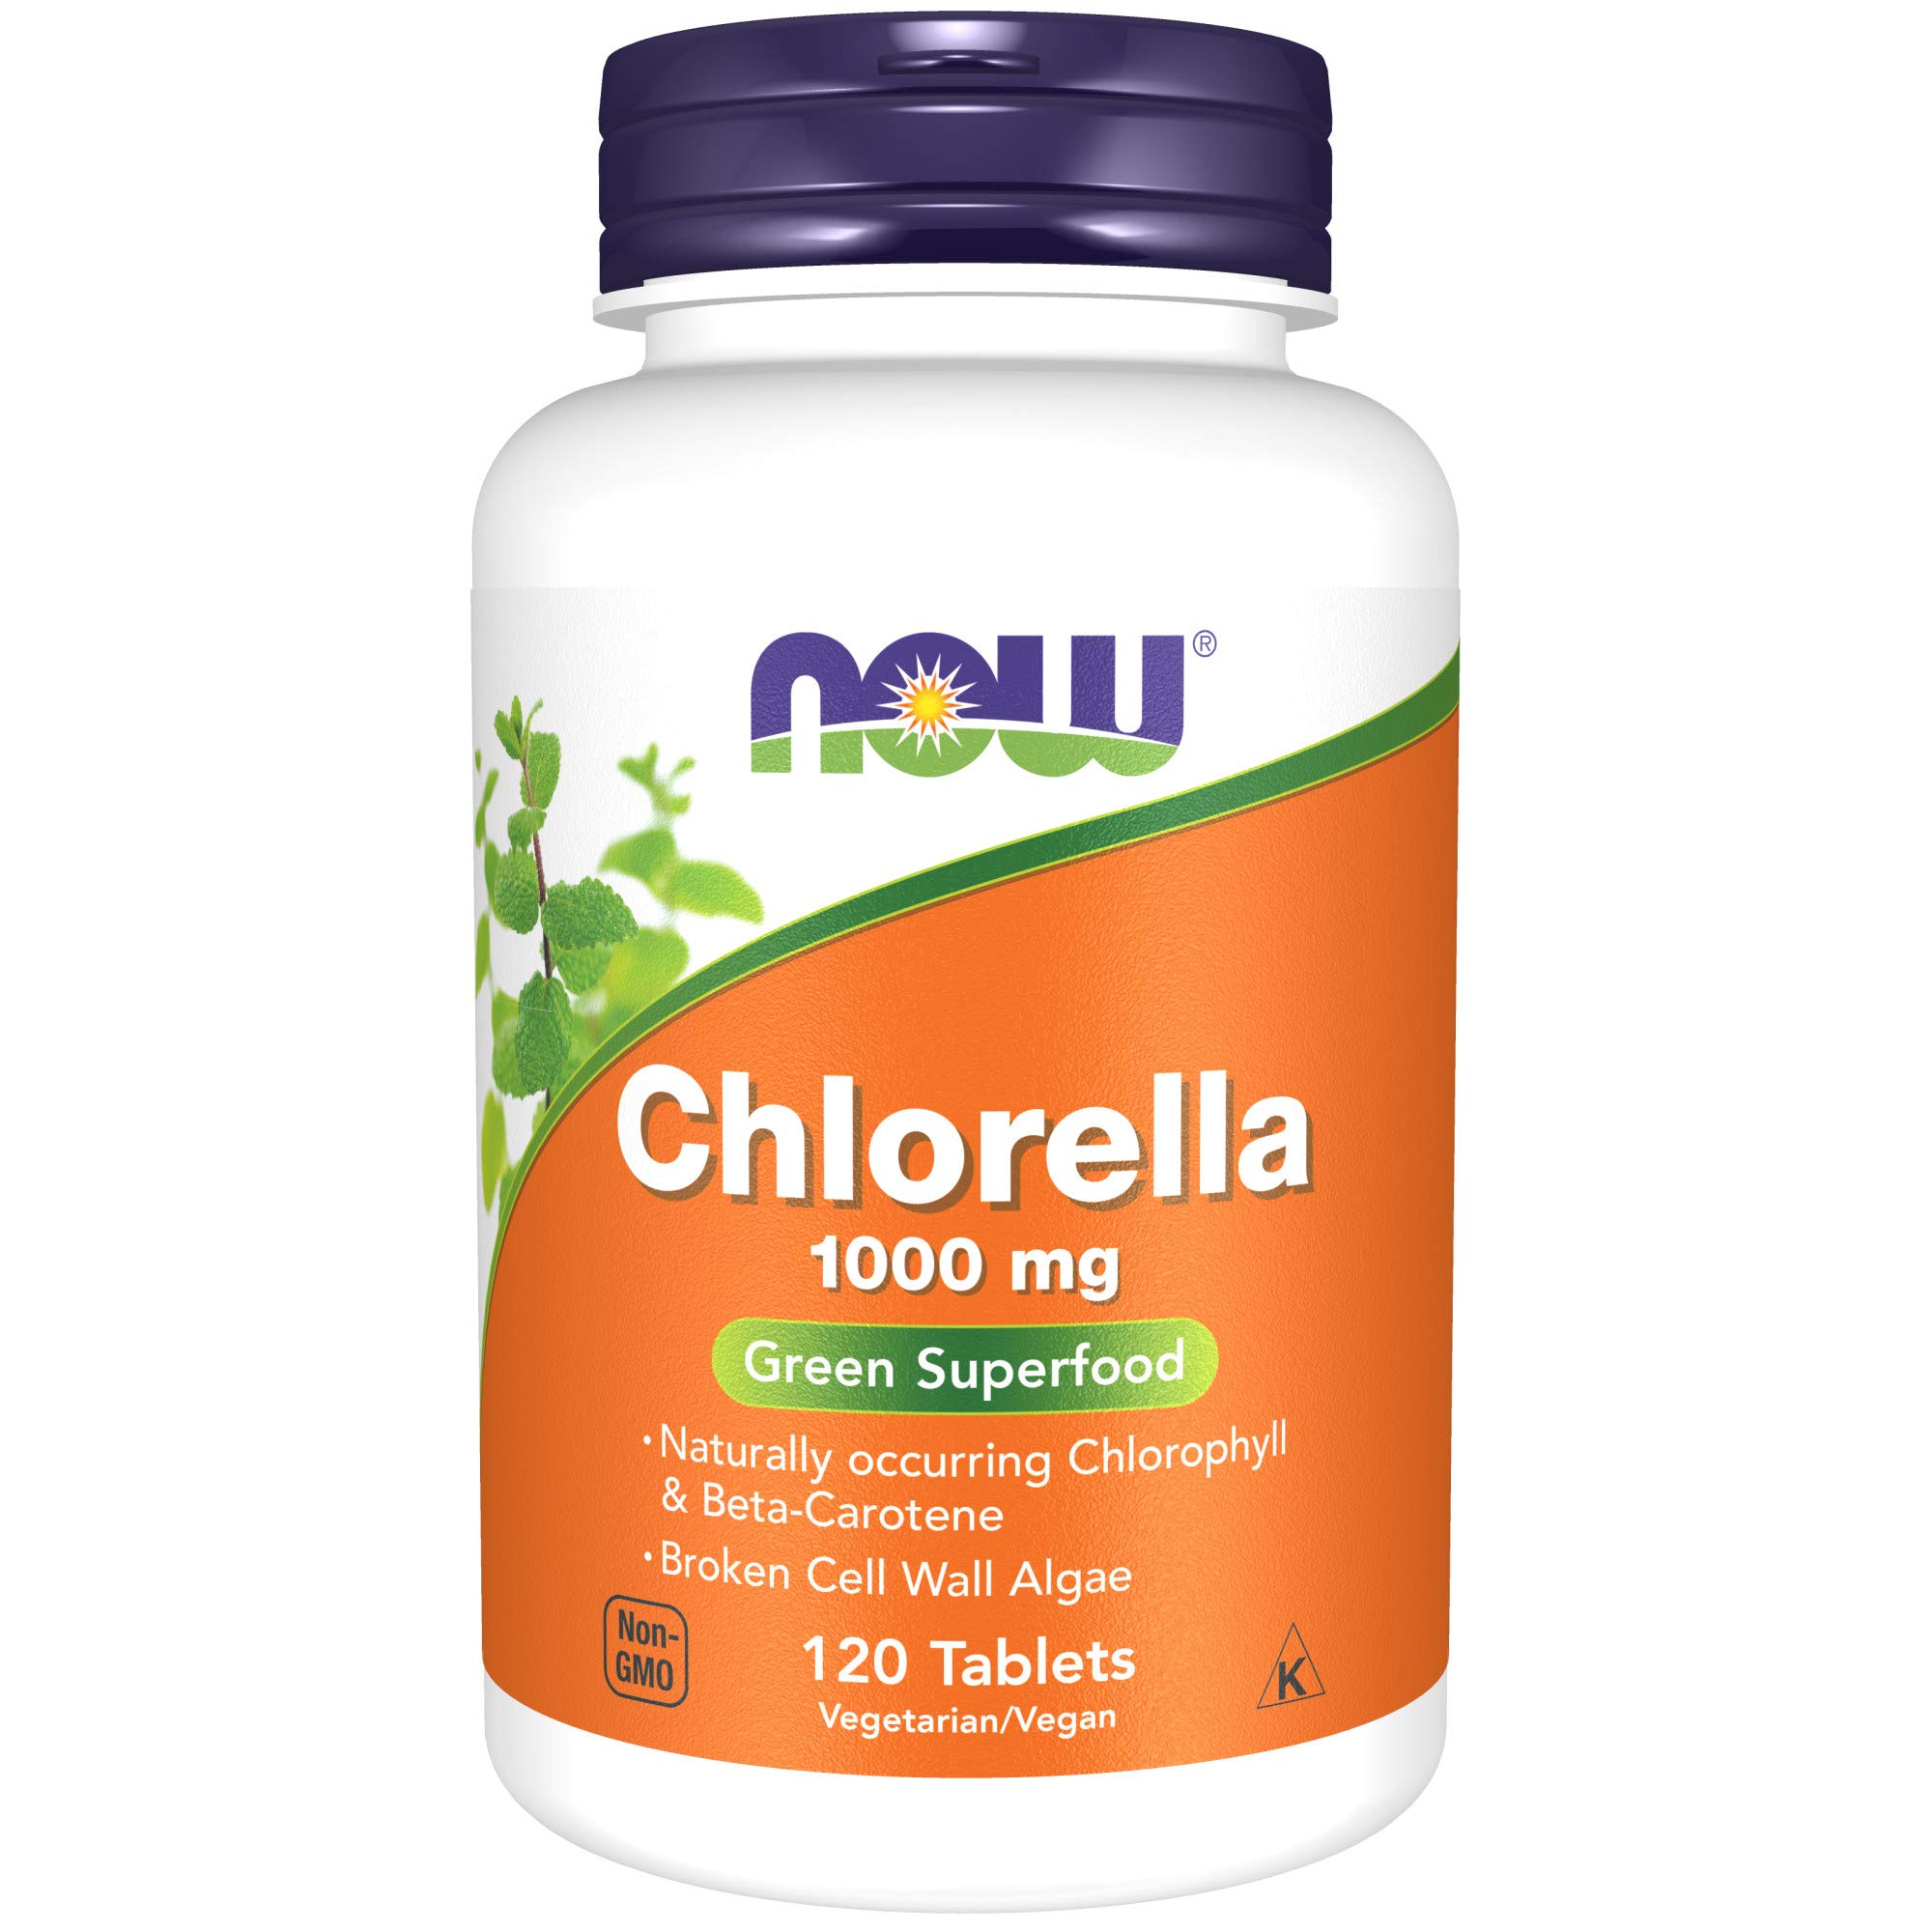 now®
Chlorella
1000 mg
Green Superfood
• Naturally occurring Chlorophyll
& Beta-Carotene
• Broken Cell Wall Algae
Non-
GMO
120 Tablets
Vegetarian/Vegan
K